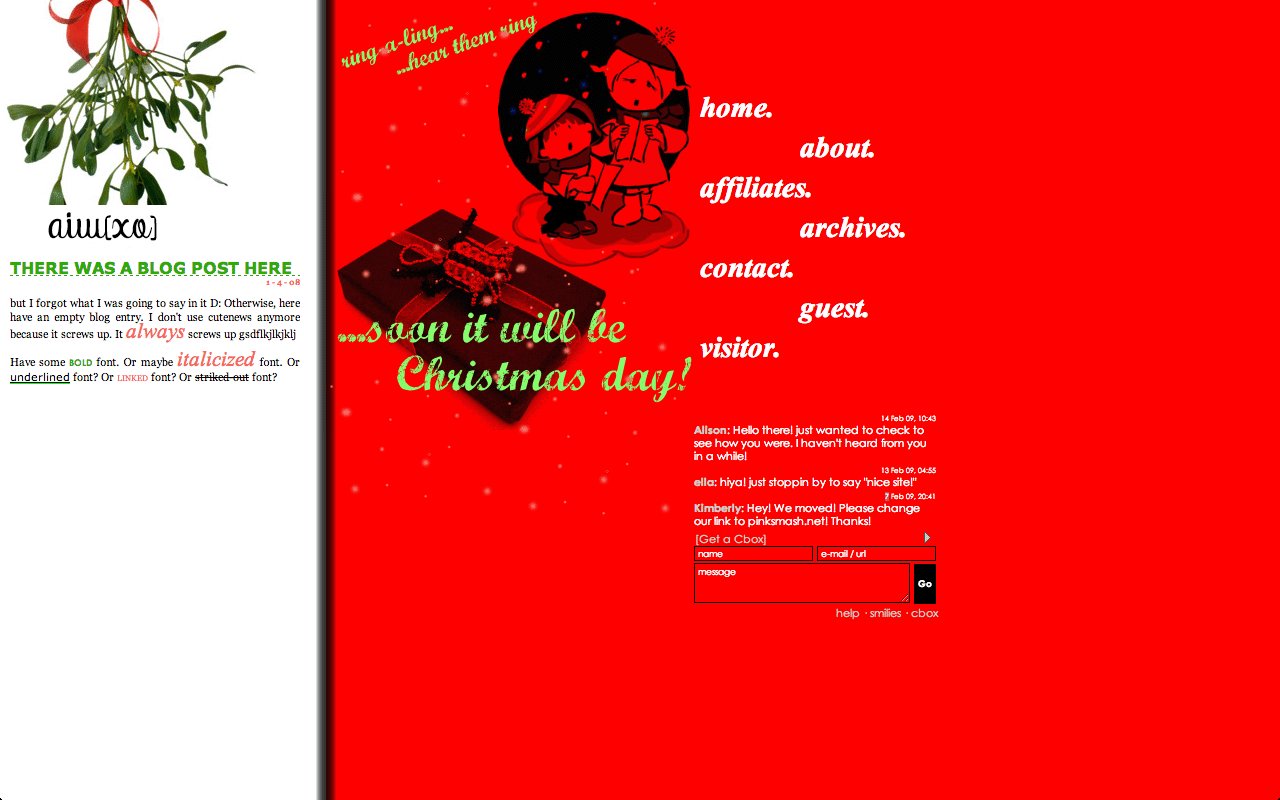 aiw[xo]
THERE WAS A BLOG POST HERE
1-4-08
but I forgot what I was going to say in it D: Otherwise, here
have an empty blog entry. I don't use cutenews anymore
because it screws up. It always screws up gsdflkjlkjklj
Have some BOLD font. Or maybe italicized font. Or
underlined font? Or LINKED font? Or striked out font?
ring-a-ling...
...hear them ring
...soon it will be
Christmas day!
home.
about.
affiliates.
archives.
contact.
guest.
visitor.
14 Feb 09, 10:43
Alison: Hello there! just wanted to check to
see how you were. I haven't heard from you
in a while!
13 Feb 09, 04:55
ella: hiya! just stoppin by to say "nice site!"
7 Feb 09, 20:41
Kimberly: Hey! We moved! Please change
our link to pinksmash.net! Thanks!
[Get a Cbox]
name
e-mail / url
message
Go
help · smilies · cbox